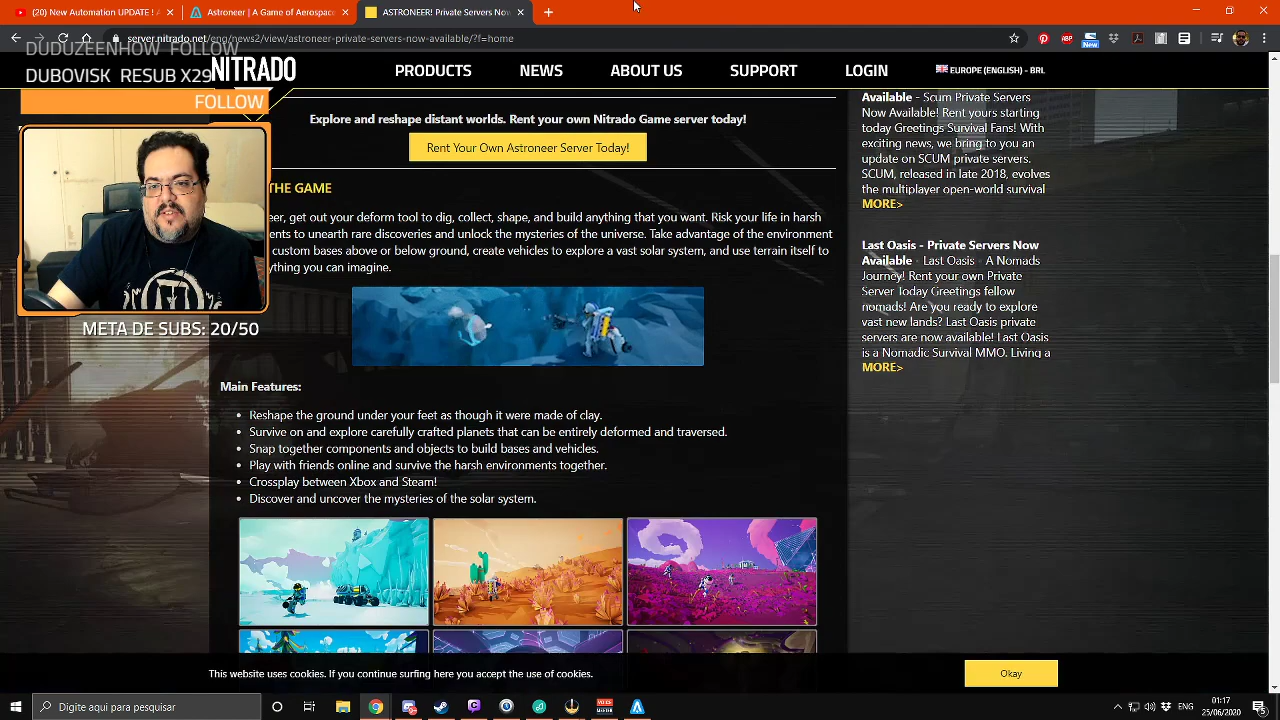 (20) New Automation UPDATE ! A
Astroneer | A Game of Aerospace
ASTRONEER! Private Servers Now
server.nitrado.net/eng/news2/view/astroneer-private-servers-now-available/?f=home
New
DUDUZEENHOW FOLLOW
DUBOVISK RESUB X29
FOLLOW
META DE SUBS: 20/50
NITRADO
PRODUCTS
NEWS
ABOUT US
SUPPORT
LOGIN
EUROPE (ENGLISH) - BRL
Explore and reshape distant worlds. Rent your own Nitrado Game server today!
Rent Your Own Astroneer Server Today!
THE GAME
eer, get out your deform tool to dig, collect, shape, and build anything that you want. Risk your life in harsh
ents to unearth rare discoveries and unlock the mysteries of the universe. Take advantage of the environment
custom bases above or below ground, create vehicles to explore a vast solar system, and use terrain itself to
ything you can imagine.
Main Features:
Reshape the ground under your feet as though it were made of clay.
Survive on and explore carefully crafted planets that can be entirely deformed and traversed.
Snap together components and objects to build bases and vehicles.
Play with friends online and survive the harsh environments together.
Crossplay between Xbox and Steam!
Discover and uncover the mysteries of the solar system.
Available - Scum Private Servers
Now Available! Rent yours starting
today Greetings Survival Fans! With
exciting news, we bring to you an
update on SCUM private servers.
SCUM, released in late 2018, evolves
the multiplayer open-world survival
MORE>
Last Oasis - Private Servers Now
Available - Last Oasis - A Nomads
Journey! Rent your own Private
Server Today Greetings fellow
nomads! Are you ready to explore
vast new lands? Last Oasis private
servers are now available! Last Oasis
is a Nomadic Survival MMO. Living a
MORE>
This website uses cookies. If you continue surfing here you accept the use of cookies.
Okay
Digite aqui para pesquisar
ENG
01:17
25/06/2020